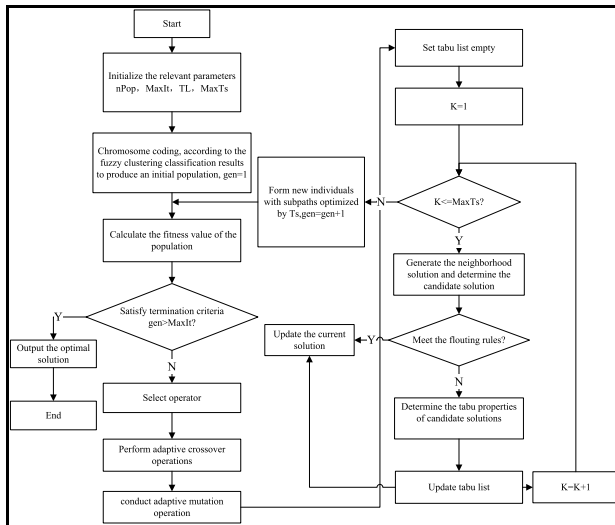 Start
Initialize the relevant parameters
nPop，MaxIt，TL，MaxTs
Chromosome coding, according to the
fuzzy clustering classification results
to produce an initial population, gen=1
Calculate the fitness value of the
population
Satisfy termination criteria
gen>MaxIt?
Y
N
Output the optimal
solution
End
Select operator
Perform adaptive crossover
operations
conduct adaptive mutation
operation
Set tabu list empty
K=1
K<=MaxTs?
N
Y
Form new individuals
with subpaths optimized
by Ts,gen=gen+1
Generate the neighborhood
solution and determine the
candidate solution
Meet the flouting rules?
Y
N
Update the current
solution
Determine the tabu properties
of candidate solutions
Update tabu list
K=K+1